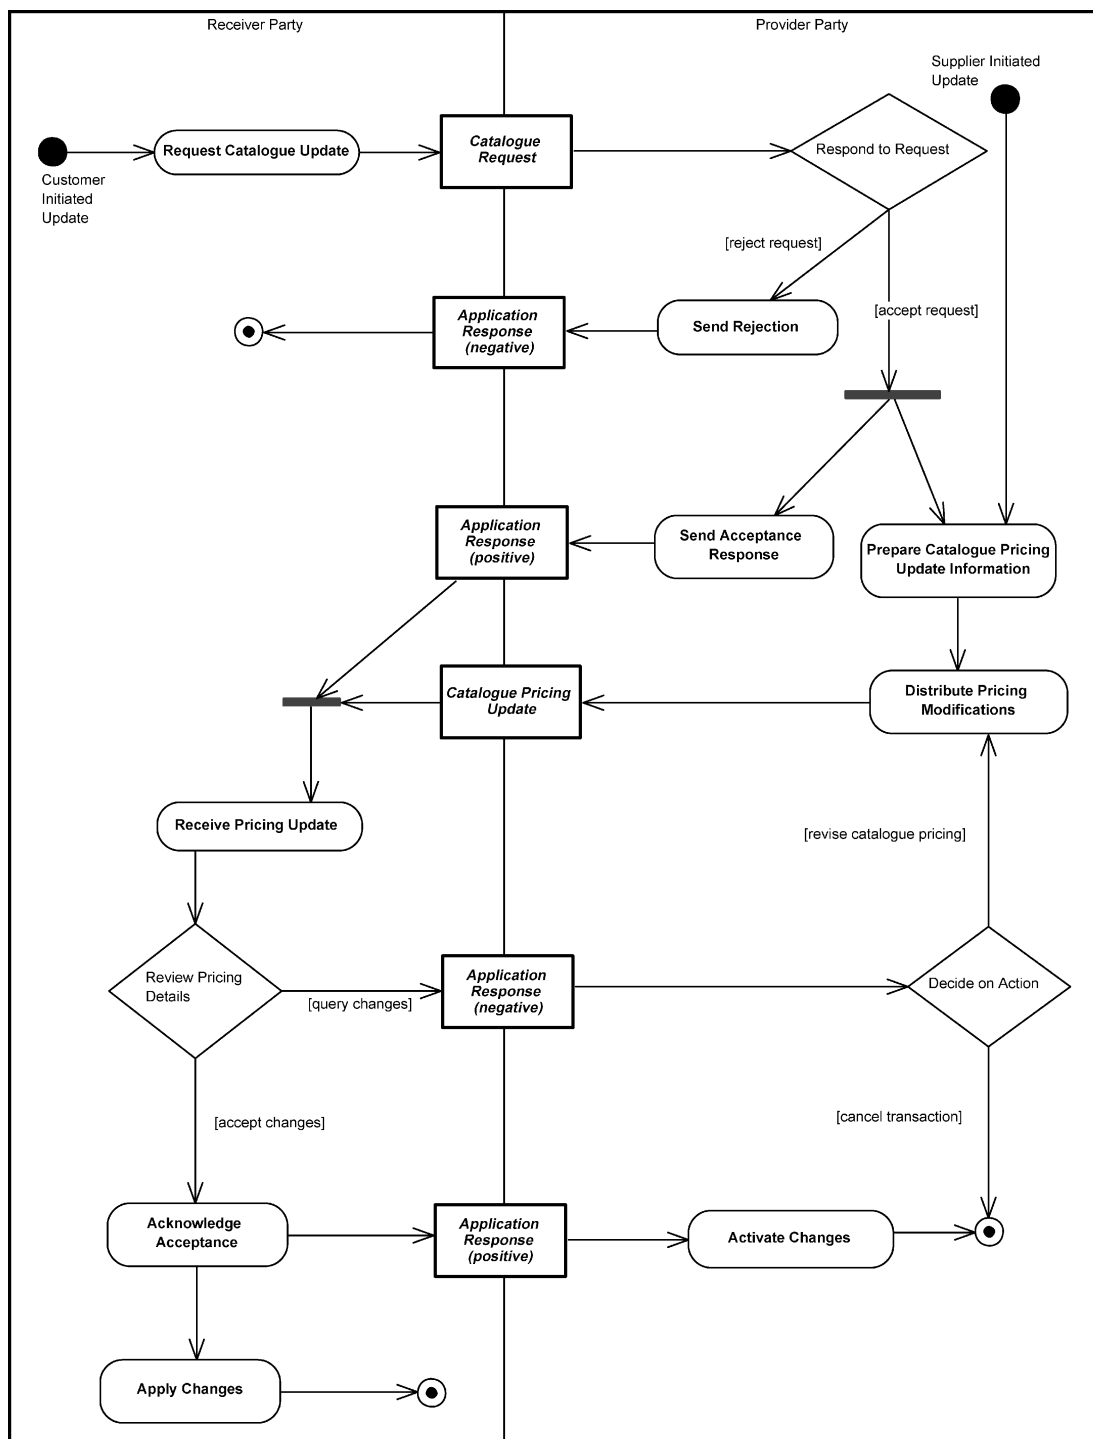 Receiver Party
Provider Party
Supplier Initiated
Update
Request Catalogue Update
Catalogue
Request
Respond to Request
Customer
Initiated
Update
[reject request]
[accept request]
Application
Response
(negative)
Send Rejection
Application
Response
(positive)
Send Acceptance
Response
Prepare Catalogue Pricing
Update Information
Catalogue Pricing
Update
Distribute Pricing
Modifications
Receive Pricing Update
[revise catalogue pricing]
Review Pricing
Details
[query changes]
Application
Response
(negative)
Decide on Action
[accept changes]
[cancel transaction]
Acknowledge
Acceptance
Application
Response
(positive)
Activate Changes
Apply Changes